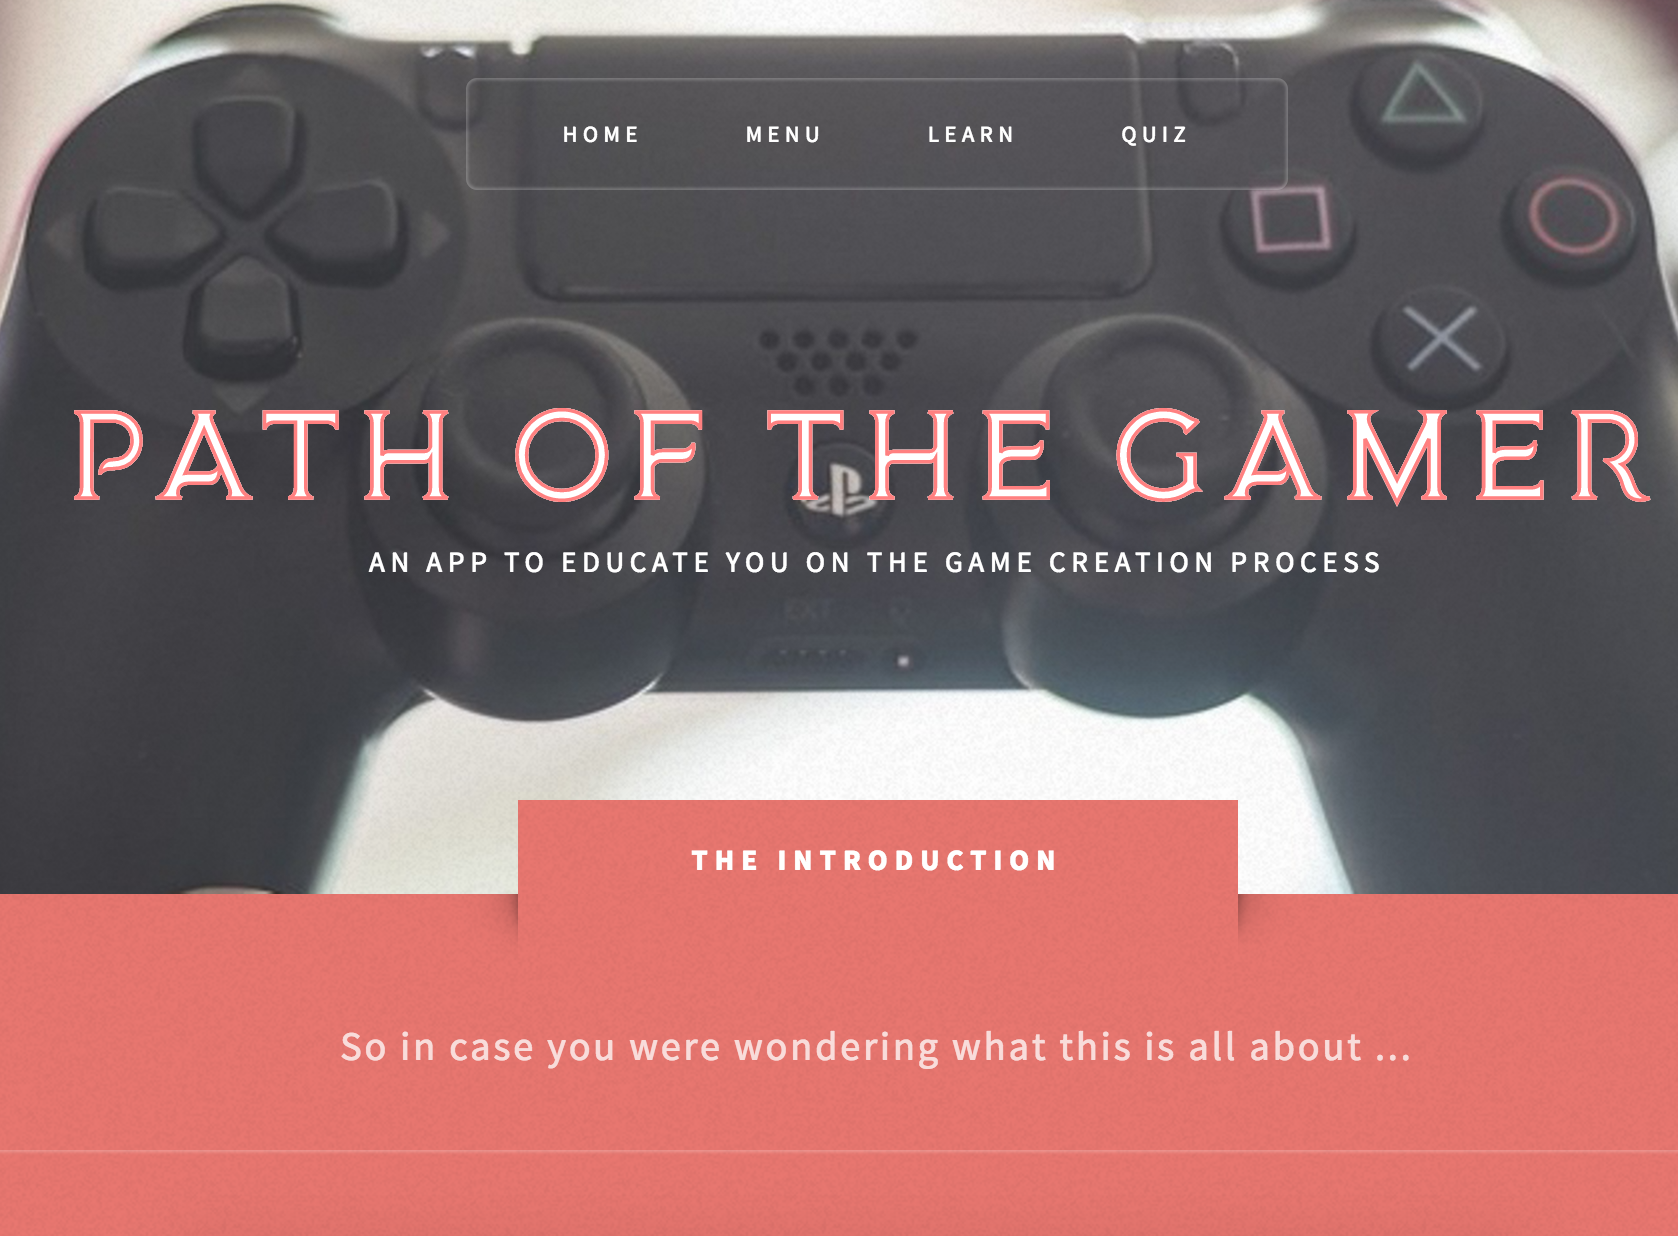 HOME MENU LEARN QUIZ
PATH OF THE GAMER
AN APP TO EDUCATE YOU ON THE GAME CREATION PROCESS
EXT
THE INTRODUCTION
So in case you were wondering what this is all about ...